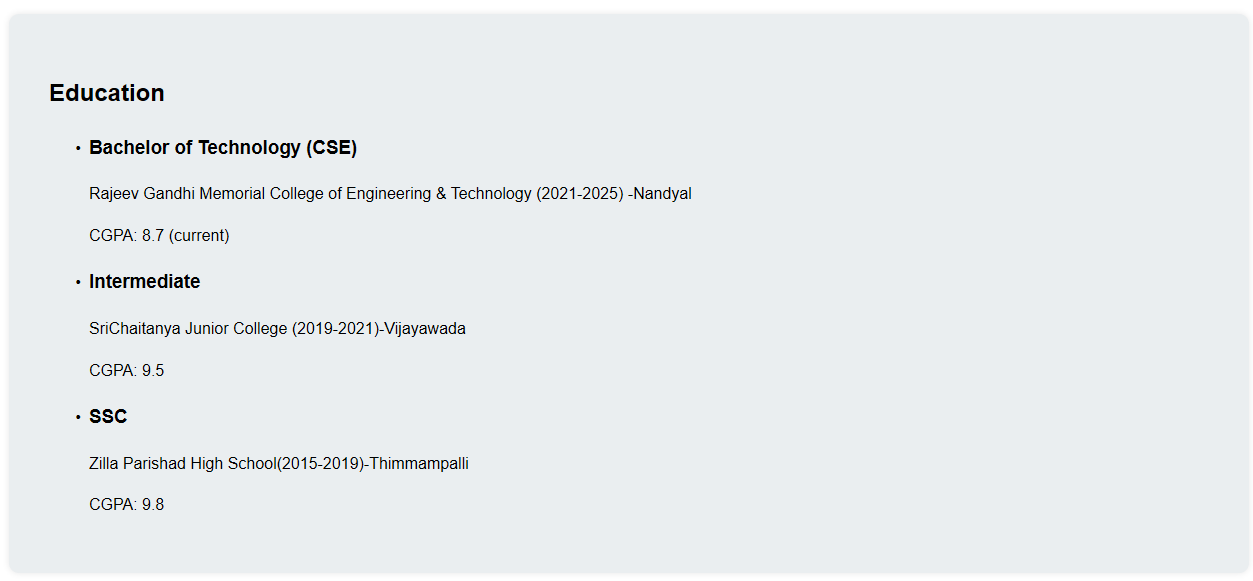 Education
• Bachelor of Technology (CSE)
Rajeev Gandhi Memorial College of Engineering & Technology (2021-2025) -Nandyal
CGPA: 8.7 (current)
• Intermediate
SriChaitanya Junior College (2019-2021)-Vijayawada
CGPA: 9.5
• SSC
Zilla Parishad High School(2015-2019)-Thimmampalli
CGPA: 9.8